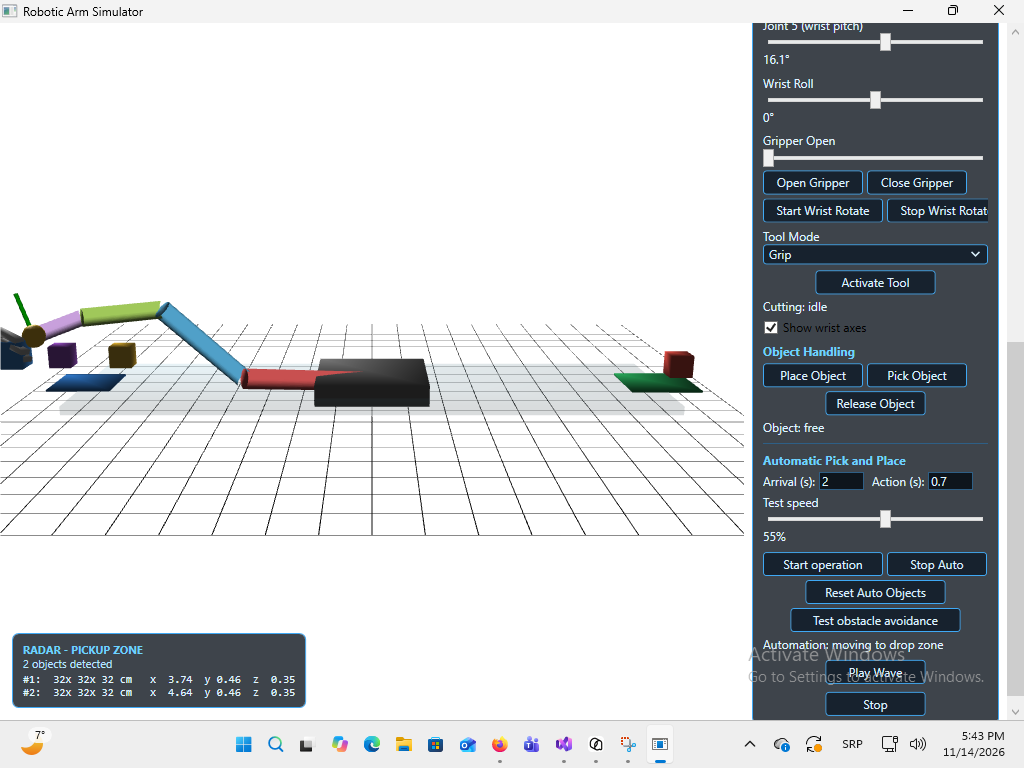 Robotic Arm Simulator
Joint 5 (wrist pitch)
16.1°
Wrist Roll
0°
Gripper Open
Open Gripper Close Gripper
Start Wrist Rotate Stop Wrist Rotat
Tool Mode
Grip
Activate Tool
Cutting: idle
Show wrist axes
Object Handling
Place Object Pick Object
Release Object
Object: free
Automatic Pick and Place
Arrival (s): 2 Action (s): 0.7
Test speed
55%
Start operation Stop Auto
Reset Auto Objects
Test obstacle avoidance
Automation: moving to drop zone
Activate Windows
Play Wave
Go to Settings to activate Windows.
Stop
RADAR - PICKUP ZONE
2 objects detected
#1: 32x 32x 32 cm x 3.74 y 0.46 z 0.35
#2: 32x 32x 32 cm x 4.64 y 0.46 z 0.35
7°
SRP
5:43 PM
11/14/2026